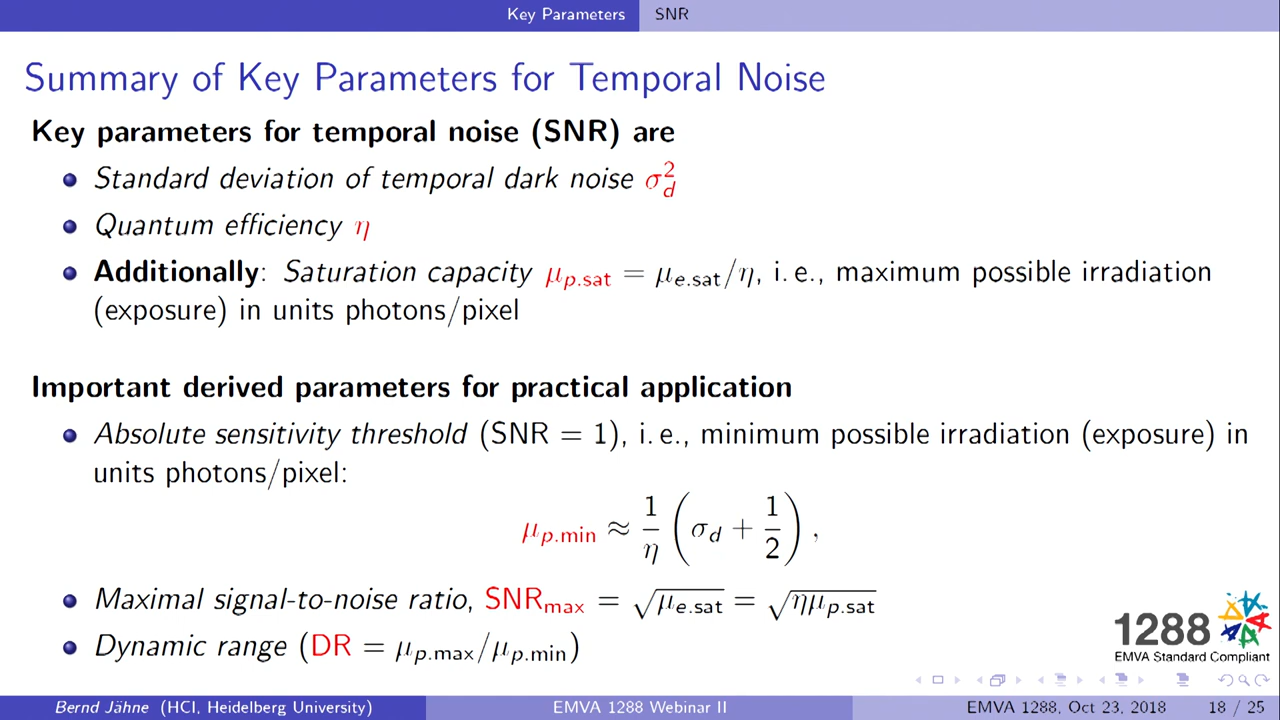 Key Parameters SNR
Summary of Key Parameters for Temporal Noise
Key parameters for temporal noise (SNR) are
Standard deviation of temporal dark noise σ_d^2
Quantum efficiency η
Additionally: Saturation capacity μ_p.sat = μ_e.sat/η, i. e., maximum possible irradiation
(exposure) in units photons/pixel
Important derived parameters for practical application
Absolute sensitivity threshold (SNR = 1), i. e., minimum possible irradiation (exposure) in
units photons/pixel:
μ_p.min ≈ 1/η (σ_d + 1/2),
Maximal signal-to-noise ratio, SNR_max = √μ_e.sat = √ημ_p.sat
Dynamic range (DR = μ_p.max/μ_p.min)
1288
EMVA Standard Compliant
Bernd Jähne (HCI, Heidelberg University) EMVA 1288 Webinar II EMVA 1288, Oct 23, 2018 18 / 25